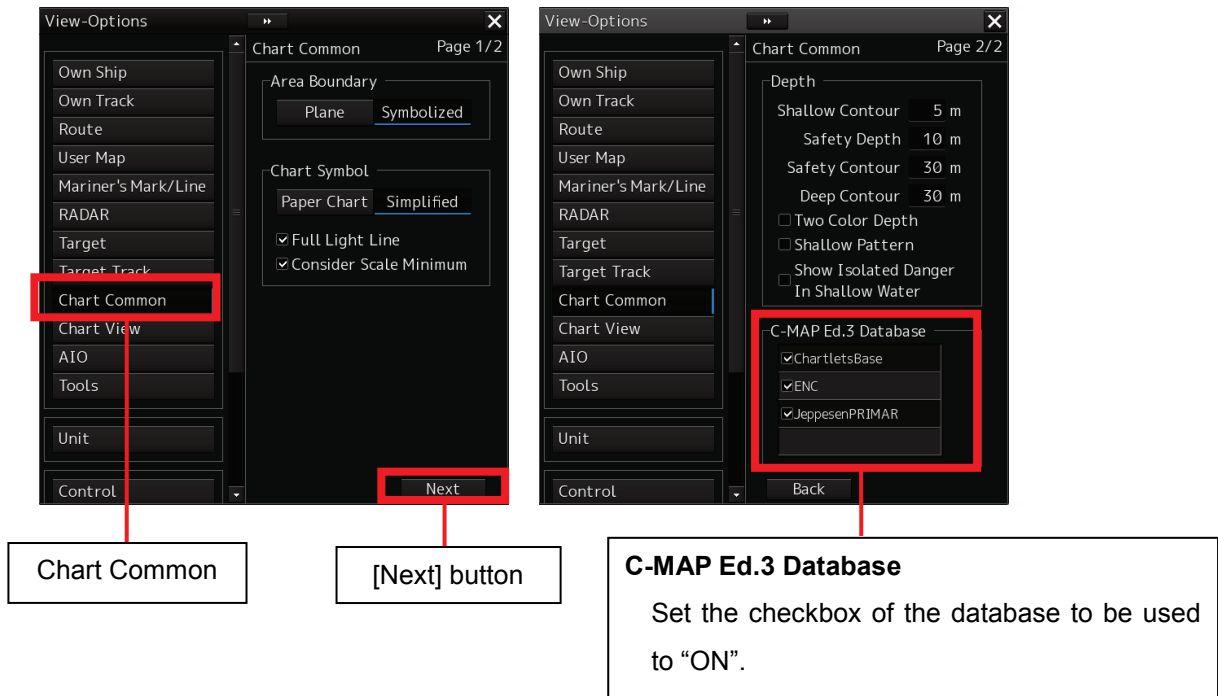 View-Options
Chart Common Page 1/2
Own Ship
Own Track
Route
User Map
Mariner's Mark/Line
RADAR
Target
Target Track
Chart Common
Chart View
AIO
Tools
Unit
Control
Area Boundary
Plane Symbolized
Chart Symbol
Paper Chart Simplified
Full Light Line
Consider Scale Minimum
Next
View-Options
Chart Common Page 2/2
Own Ship
Own Track
Route
User Map
Mariner's Mark/Line
RADAR
Target
Target Track
Chart Common
Chart View
AIO
Tools
Unit
Control
Depth
Shallow Contour 5 m
Safety Depth 10 m
Safety Contour 30 m
Deep Contour 30 m
Two Color Depth
Shallow Pattern
Show Isolated Danger
In Shallow Water
C-MAP Ed.3 Database
ChartletsBase
ENC
JeppesenPRIMAR
Back
Chart Common
[Next] button
C-MAP Ed.3 Database
Set the checkbox of the database to be used
to “ON”.